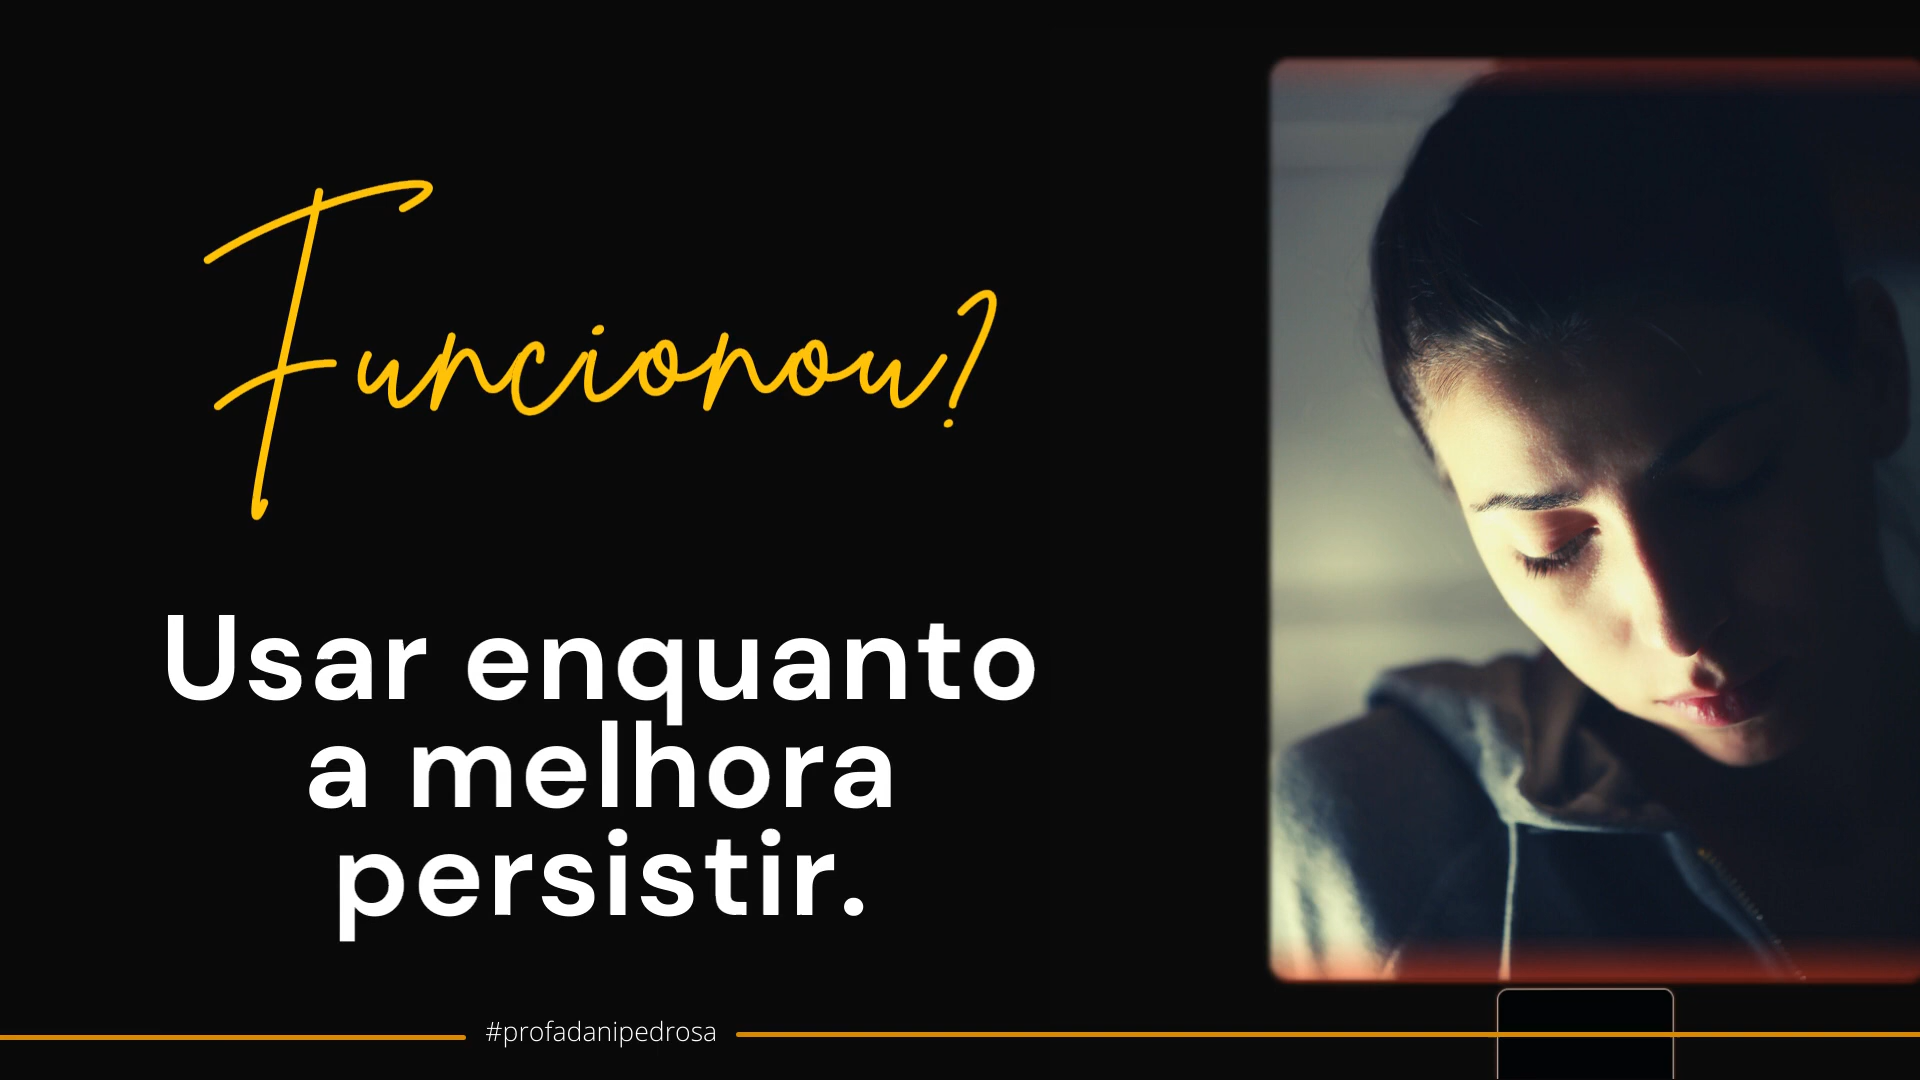 Funcionou?
Usar enquanto
a melhora
persistir.
#profadanipedrosa